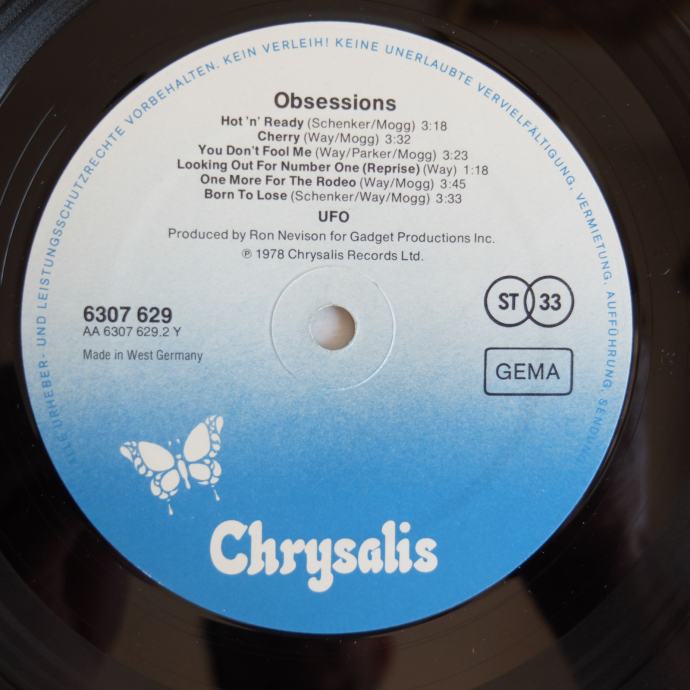 ALLE URHEBER- UND LEISTUNGSSCHUTZRECHTE VORBEHALTEN. KEIN VERLEIH! KEINE UNERLAUBTE VERVIELFÄLTIGUNG, VERMIETUNG, AUFFÜHRUNG, SENDUNG
Obsessions
Hot 'n' Ready (Schenker/Mogg) 3:18
Cherry (Way/Mogg) 3:32
You Don't Fool Me (Way/Parker/Mogg) 3:23
Looking Out For Number One (Reprise) (Way) 1:18
One More For The Rodeo (Way/Mogg) 3:45
Born To Lose (Schenker/Way/Mogg) 3:33
UFO
Produced by Ron Nevison for Gadget Productions Inc.
℗ 1978 Chrysalis Records Ltd.
6307 629
AA 6307 629.2 Y
Made in West Germany
ST 33
GEMA
Chrysalis